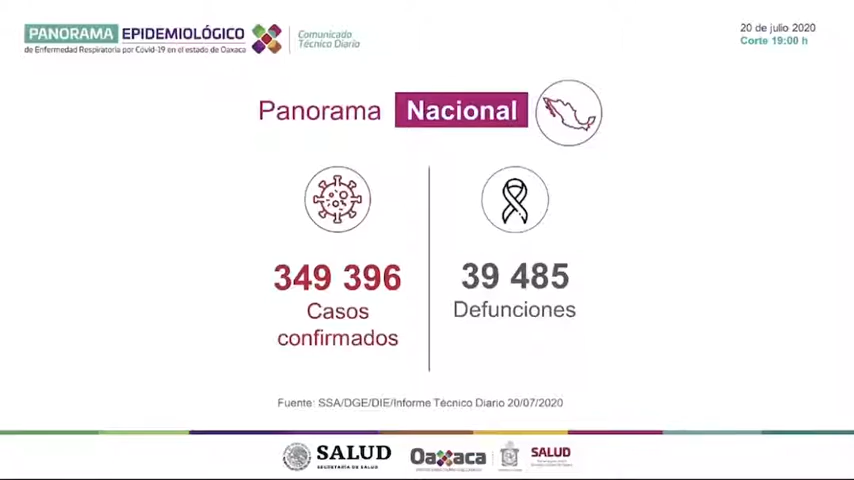 PANORAMA EPIDEMIOLÓGICO
de Enfermedad Respiratoria por Covid-19 en el estado de Oaxaca
Comunicado
Técnico Diario
20 de julio 2020
Corte 19:00 h
Panorama Nacional
349 396
Casos
confirmados
39 485
Defunciones
Fuente: SSA/DGE/DIE/Informe Técnico Diario 20/07/2020
SALUD
SECRETARÍA DE SALUD
Oaxaca
SALUD